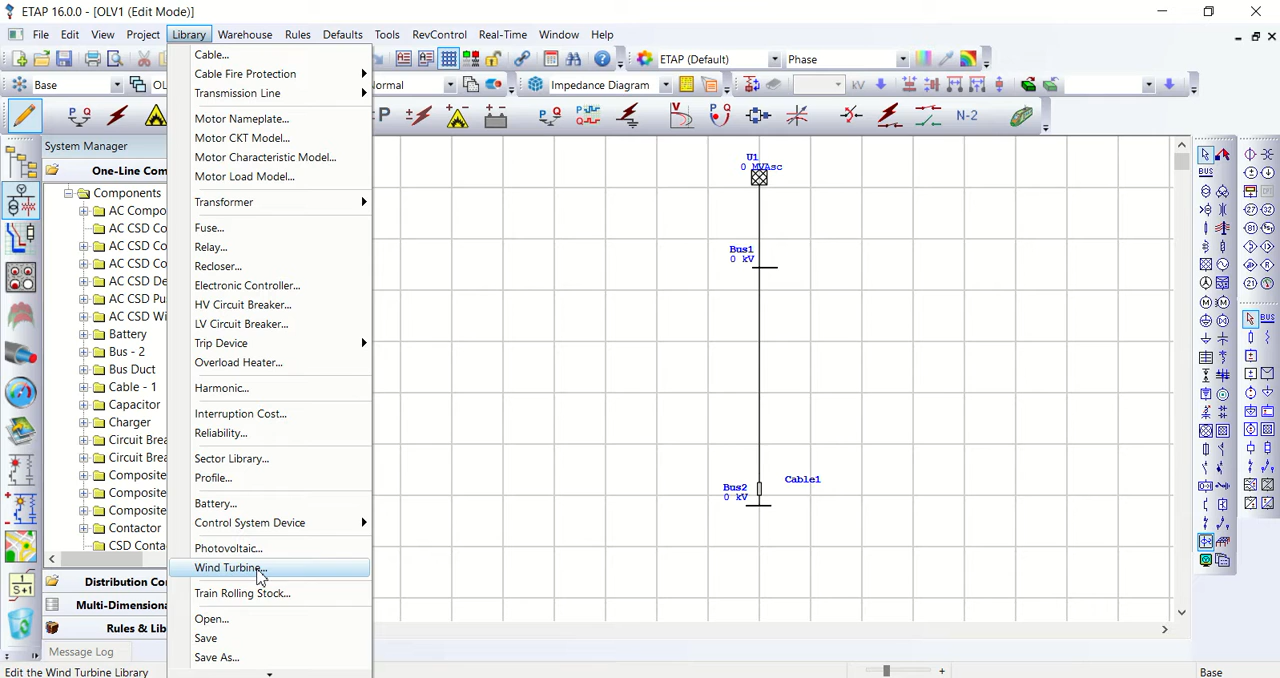 ETAP 16.0.0 - [OLV1 (Edit Mode)]
File Edit View Project Library Warehouse Rules Defaults Tools RevControl Real-Time Window Help
ETAP (Default) Phase
Base OL Normal Impedance Diagram kV
P N-2
System Manager
One-Line Com
Components
AC Compo
AC CSD Co
AC CSD Co
AC CSD Co
AC CSD De
AC CSD Pu
AC CSD Wi
Battery
Bus - 2
Bus Duct
Cable - 1
Capacitor
Charger
Circuit Brea
Circuit Brea
Composite
Composite
Composite
Contactor
CSD Conta
Distribution Con
Multi-Dimensiona
Rules & Lib
Message Log
Cable...
Cable Fire Protection
Transmission Line
Motor Nameplate...
Motor CKT Model...
Motor Characteristic Model...
Motor Load Model...
Transformer
Fuse...
Relay...
Recloser...
Electronic Controller...
HV Circuit Breaker...
LV Circuit Breaker...
Trip Device
Overload Heater...
Harmonic...
Interruption Cost...
Reliability...
Sector Library...
Profile...
Battery...
Control System Device
Photovoltaic...
Wind Turbine...
Train Rolling Stock...
Open...
Save
Save As...
U1
0 MVAsc
Bus1
0 kV
Cable1
Bus2
0 kV
BUS
BUS
Edit the Wind Turbine Library
Base